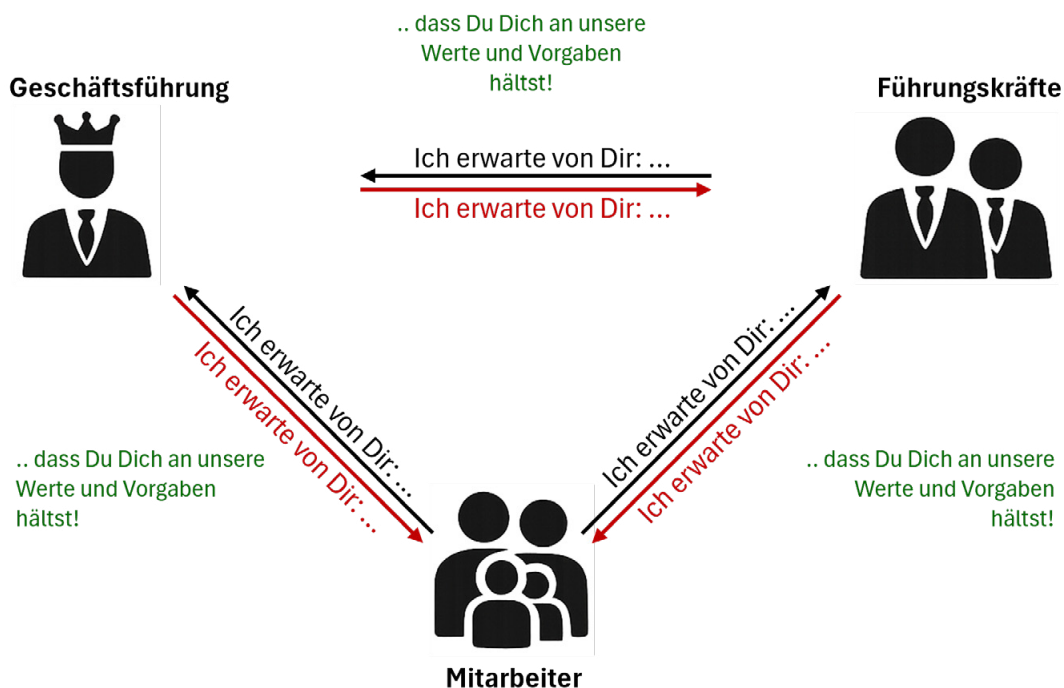 .. dass Du Dich an unsere
Werte und Vorgaben
hältst!
Geschäftsführung
Führungskräfte
Ich erwarte von Dir: ...
Ich erwarte von Dir: ...
Ich erwarte von Dir: ...
Ich erwarte von Dir: ...
Ich erwarte von Dir: ...
Ich erwarte von Dir: ...
.. dass Du Dich an unsere
Werte und Vorgaben
hältst!
.. dass Du Dich an unsere
Werte und Vorgaben
hältst!
Mitarbeiter